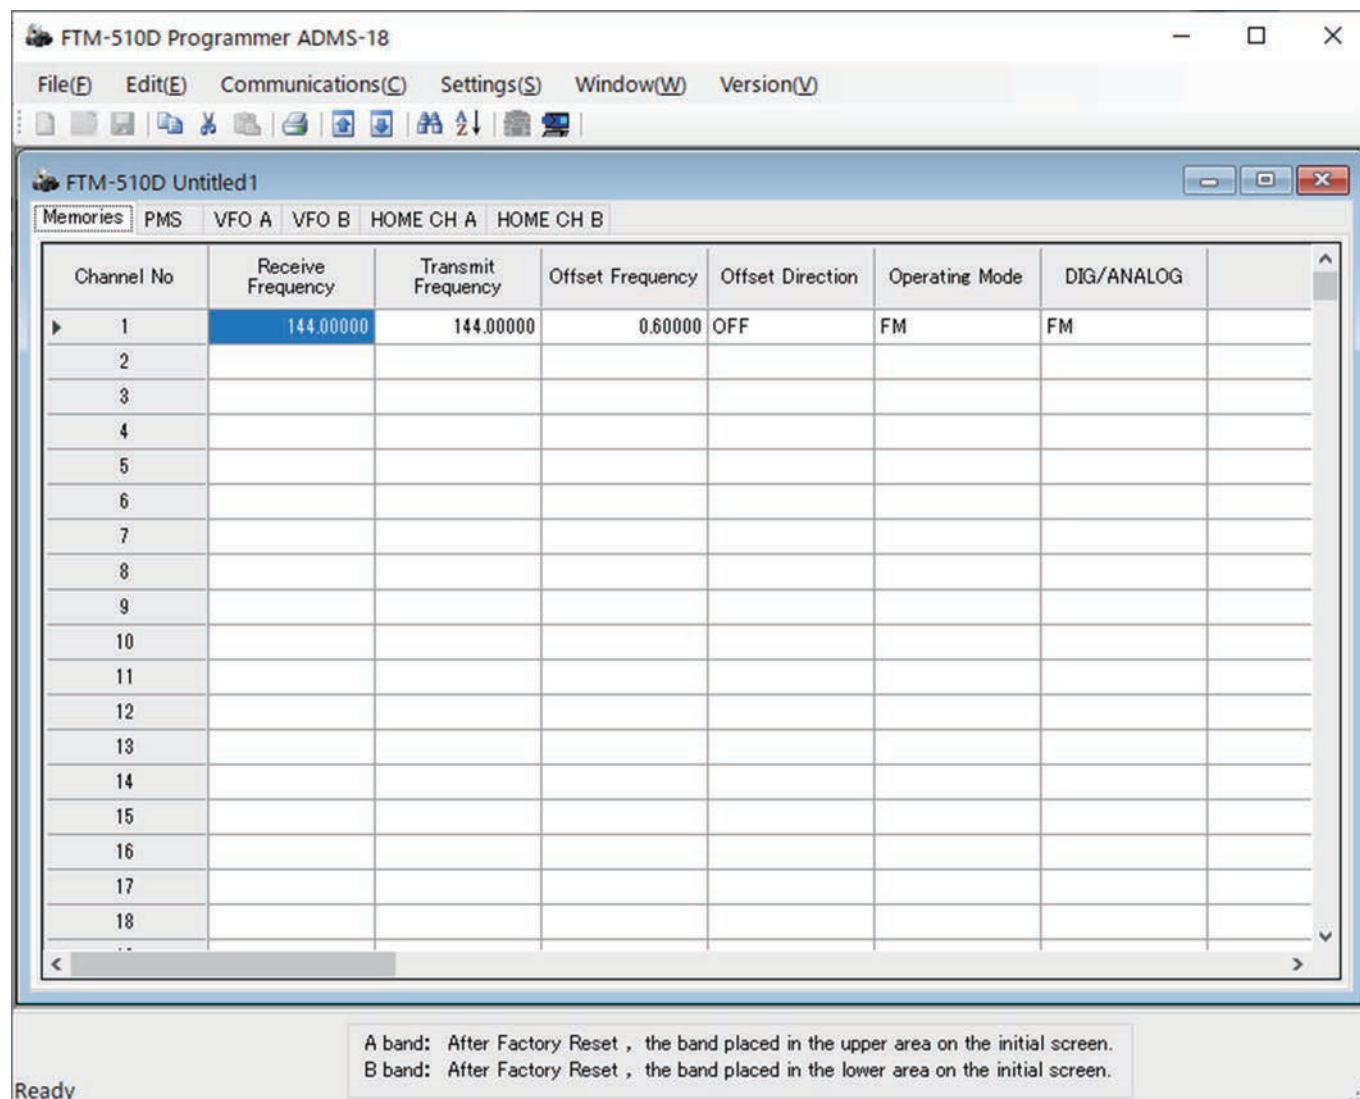 FTM-510D Programmer ADMS-18
File(F) Edit(E) Communications(C) Settings(S) Window(W) Version(V)
FTM-510D Untitled1
Memories PMS VFO A VFO B HOME CH A HOME CH B
Channel No Receive Frequency Transmit Frequency Offset Frequency Offset Direction Operating Mode DIG/ANALOG
1 144.00000 144.00000 0.60000 OFF FM FM
2
3
4
5
6
7
8
9
10
11
12
13
14
15
16
17
18
A band: After Factory Reset , the band placed in the upper area on the initial screen.
B band: After Factory Reset , the band placed in the lower area on the initial screen.
Ready